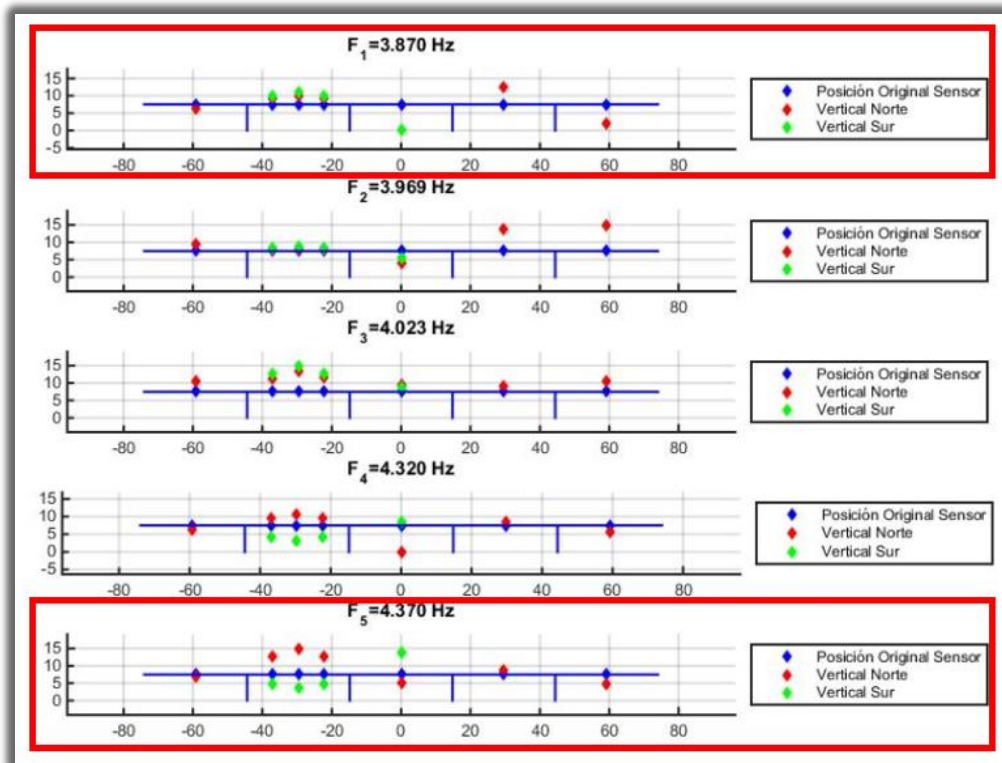 F1=3.870 Hz
15
10
5
0
-5
-80 -60 -40 -20 0 20 40 60 80
Posición Original Sensor
Vertical Norte
Vertical Sur
F2=3.969 Hz
15
10
5
0
-80 -60 -40 -20 0 20 40 60 80
Posición Original Sensor
Vertical Norte
Vertical Sur
F3=4.023 Hz
15
10
5
0
-80 -60 -40 -20 0 20 40 60 80
Posición Original Sensor
Vertical Norte
Vertical Sur
F4=4.320 Hz
15
10
5
0
-5
-80 -60 -40 -20 0 20 40 60 80
Posición Original Sensor
Vertical Norte
Vertical Sur
F5=4.370 Hz
15
10
5
0
-80 -60 -40 -20 0 20 40 60 80
Posición Original Sensor
Vertical Norte
Vertical Sur